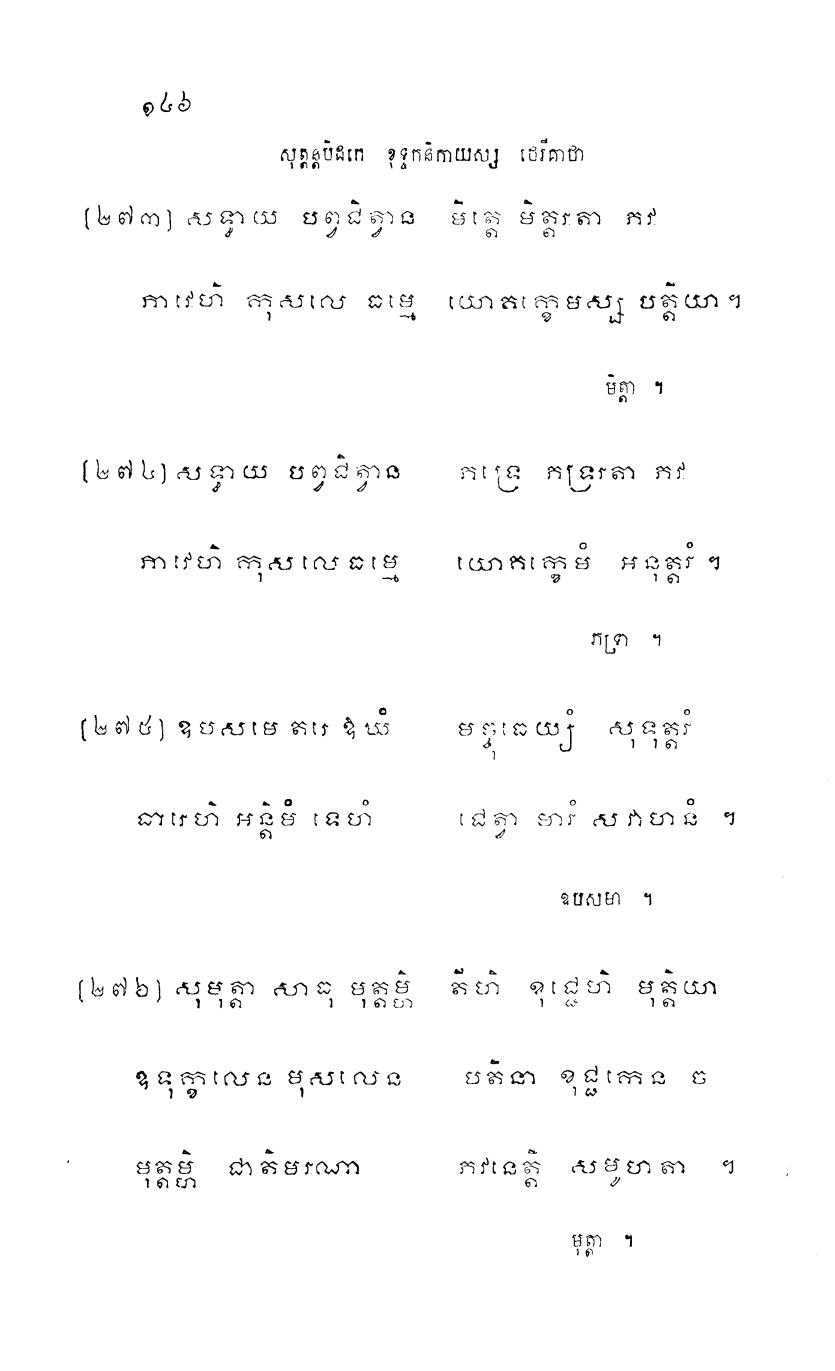 ១៤៦
សុត្តន្តបិដកេ ខុទ្ទកនិកាយស្ស ថេរីគាថា
[២៧៣] សទ្ធាយ បព្វជិត្វាន មិត្តេ មិត្តរតា ភវ
ភាវេហិ កុសលេ ធម្មេ យោគក្ខេមស្ស បត្តិយា ។
មិត្តា ។
[២៧៤] សទ្ធាយ បព្វជិត្វាន ភទ្រេ ភទ្ររតា ភវ
ភាវេហិ កុសលេ ធម្មេ យោគក្ខេមំ អនុត្តរំ ។
ភទ្រា ។
[២៧៥] ឧបសមេ តរេ ឱឃំ មច្ចុធេយ្យំ សុទុត្តរំ
ធារេហិ អន្តិមំ ទេហំ ជេត្វា មារំ សវាហនំ ។
ឧបសមា ។
[២៧៦] សុមុត្តា សាធុ មុត្តម្ហិ តីហិ ខុជ្ជេហិ មុត្តិយា
ឧទុក្ខលេន មុសលេន បតិនា ខុជ្ជកេន ច
មុត្តម្ហិ ជាតិមរណា ភវនេត្តិ សមូហតា ។
មុត្តា ។